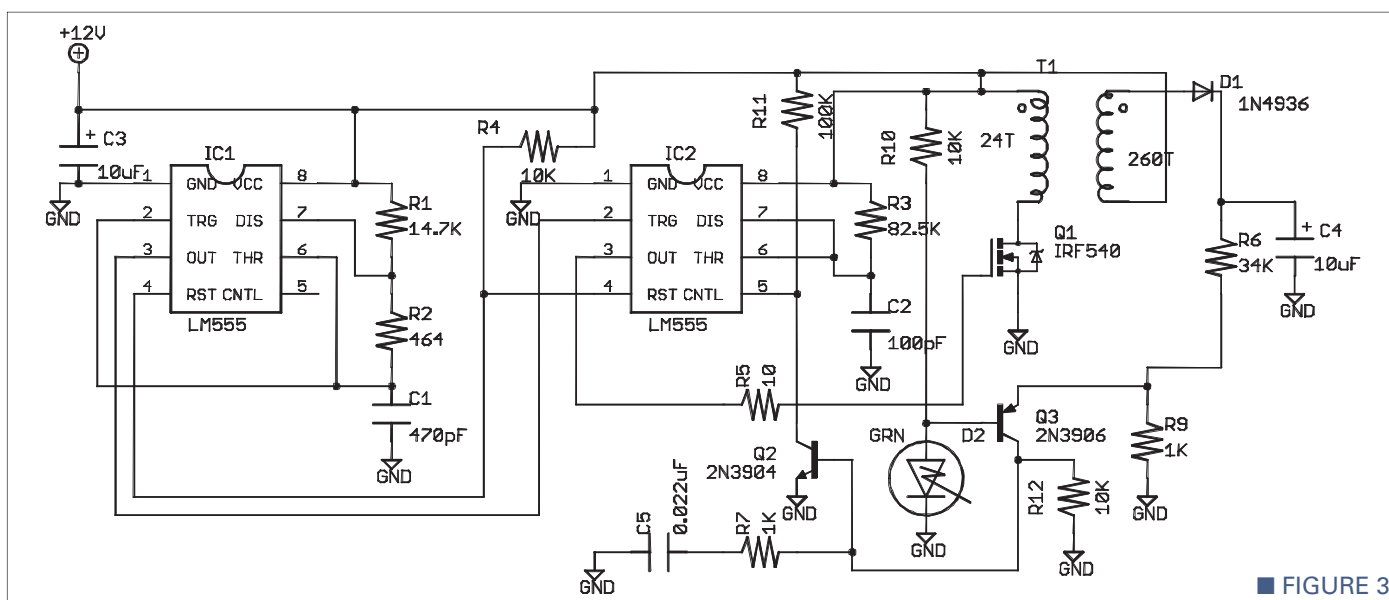 +12V
C3
+
10uF
GND
IC1
1 GND VCC 8
2 TRG DIS 7
3 OUT THR 6
4 RST CNTL 5
LM555
R1
14.7K
R2
464
C1
470pF
GND
R4
10K
GND
IC2
1 GND VCC 8
2 TRG DIS 7
3 OUT THR 6
4 RST CNTL 5
LM555
R11
100K
R10
10K
R3
82.5K
C2
100pF
GND
T1
24T
260T
D1
1N4936
Q1
IRF540
GND
R6
34K
+
C4
10uF
GND
R5
10
Q2
2N3904
GND
GRN
D2
GND
Q3
2N3906
R9
1K
GND
R12
10K
GND
C5
0.022uF
R7
1K
GND
■ FIGURE 3